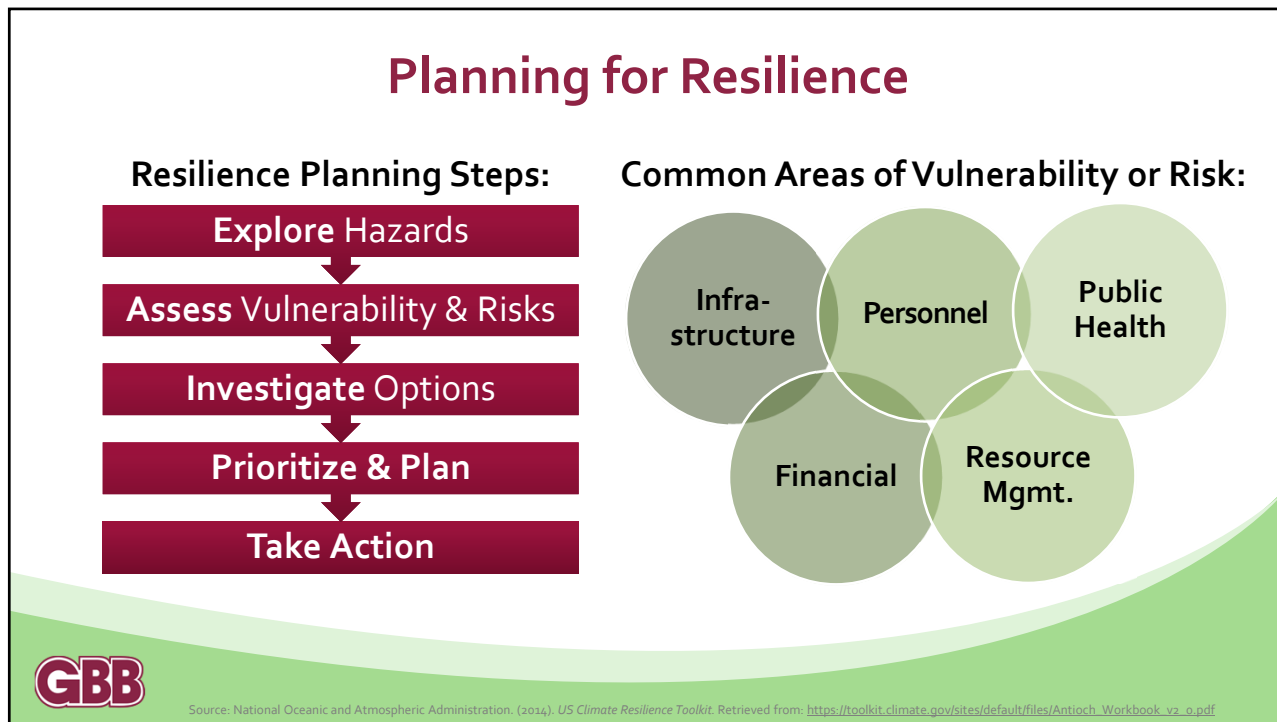 Planning for Resilience
Resilience Planning Steps:
Explore Hazards
Assess Vulnerability & Risks
Investigate Options
Prioritize & Plan
Take Action
Common Areas of Vulnerability or Risk:
Infra-
structure
Personnel
Public
Health
Financial
Resource
Mgmt.
GBB
Source: National Oceanic and Atmospheric Administration. (2014). US Climate Resilience Toolkit. Retrieved from: https://toolkit.climate.gov/sites/default/files/Antioch_Workbook_v2_0.pdf